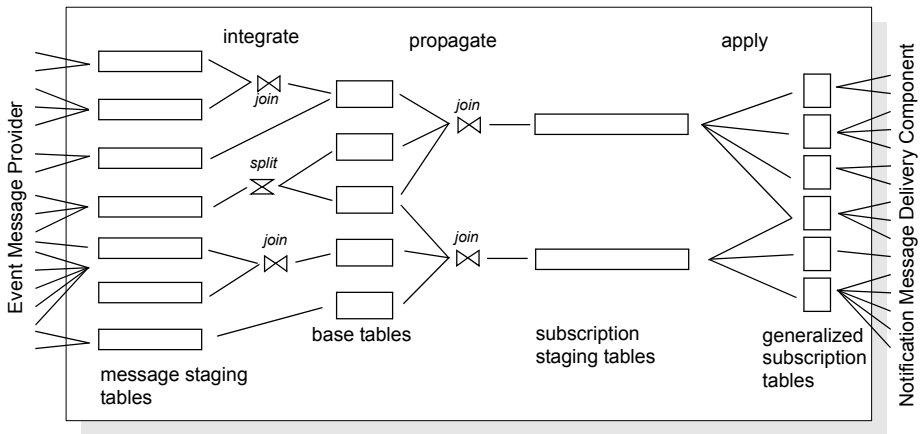 integrate
propagate
apply
Event Message Provider
join
join
split
join
join
base tables
message staging
tables
subscription
staging tables
generalized
subscription
tables
Notification Message Delivery Component